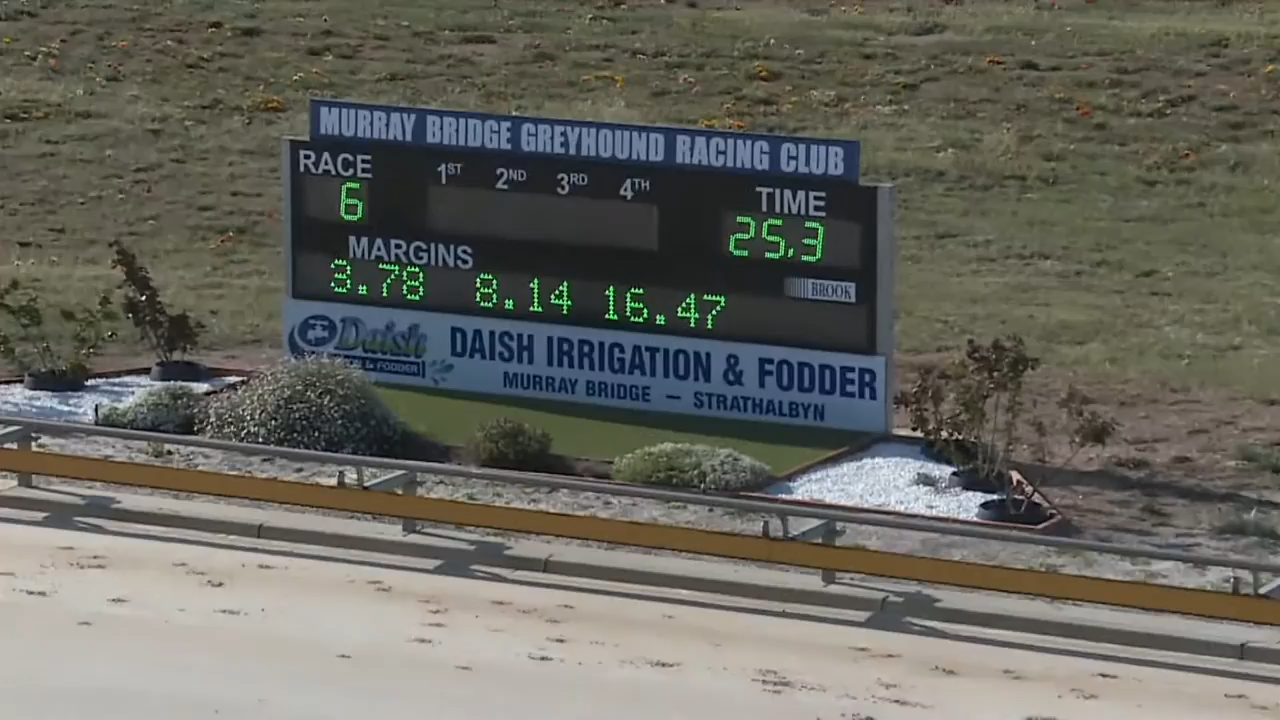 MURRAY BRIDGE GREYHOUND RACING CLUB
RACE 1ST 2ND 3RD 4TH TIME
6 25.3
MARGINS
3.78 8.14 16.47
BROOK
Daish
& FODDER
DAISH IRRIGATION & FODDER
MURRAY BRIDGE – STRATHALBYN